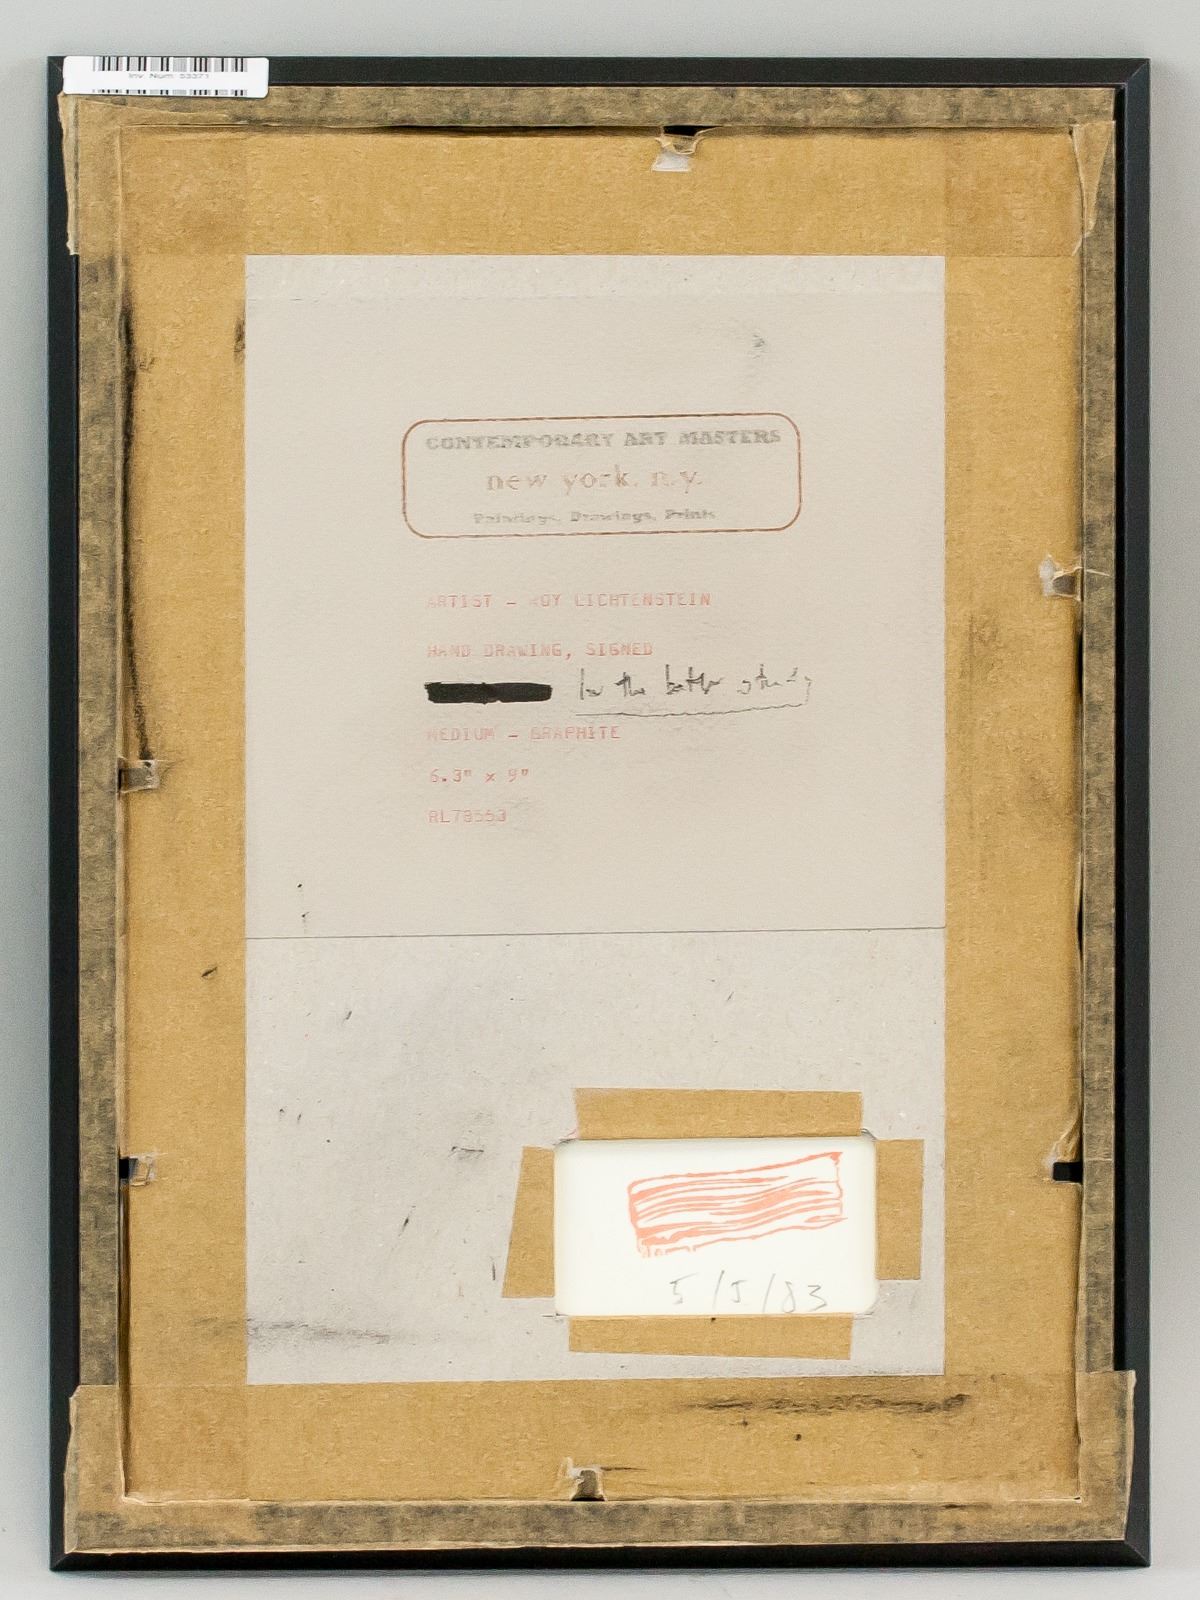 Inv. Num 53371
CONTEMPORARY ART MASTERS
new york. n.y.
Paintings, Drawings, Prints
ARTIST - ROY LICHTENSTEIN
HAND DRAWING, SIGNED
the
MEDIUM - GRAPHITE
6.3" x 9"
5/5/83